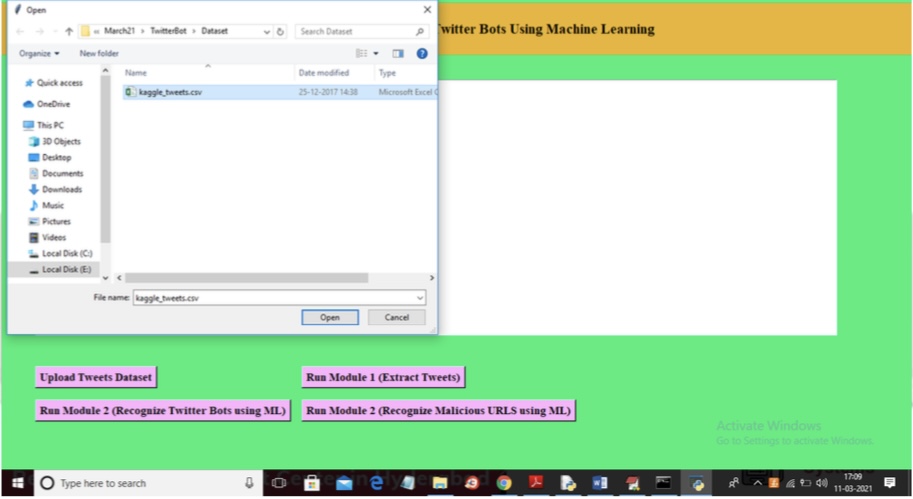 Open
« March21 > TwitterBot > Dataset
Search Dataset
Twitter Bots Using Machine Learning
Organize
New folder
Name
Date modified
Type
Quick access
kaggle_tweets.csv
25-12-2017 14:38
Microsoft Excel C
OneDrive
This PC
3D Objects
Desktop
Documents
Downloads
Music
Pictures
Videos
Local Disk (C:)
Local Disk (E:)
File name:
kaggle_tweets.csv
Open
Cancel
Upload Tweets Dataset
Run Module 1 (Extract Tweets)
Run Module 2 (Recognize Twitter Bots using ML)
Run Module 2 (Recognize Malicious URLS using ML)
Activate Windows
Go to Settings to activate Windows.
Type here to search
17:09
11-03-2021